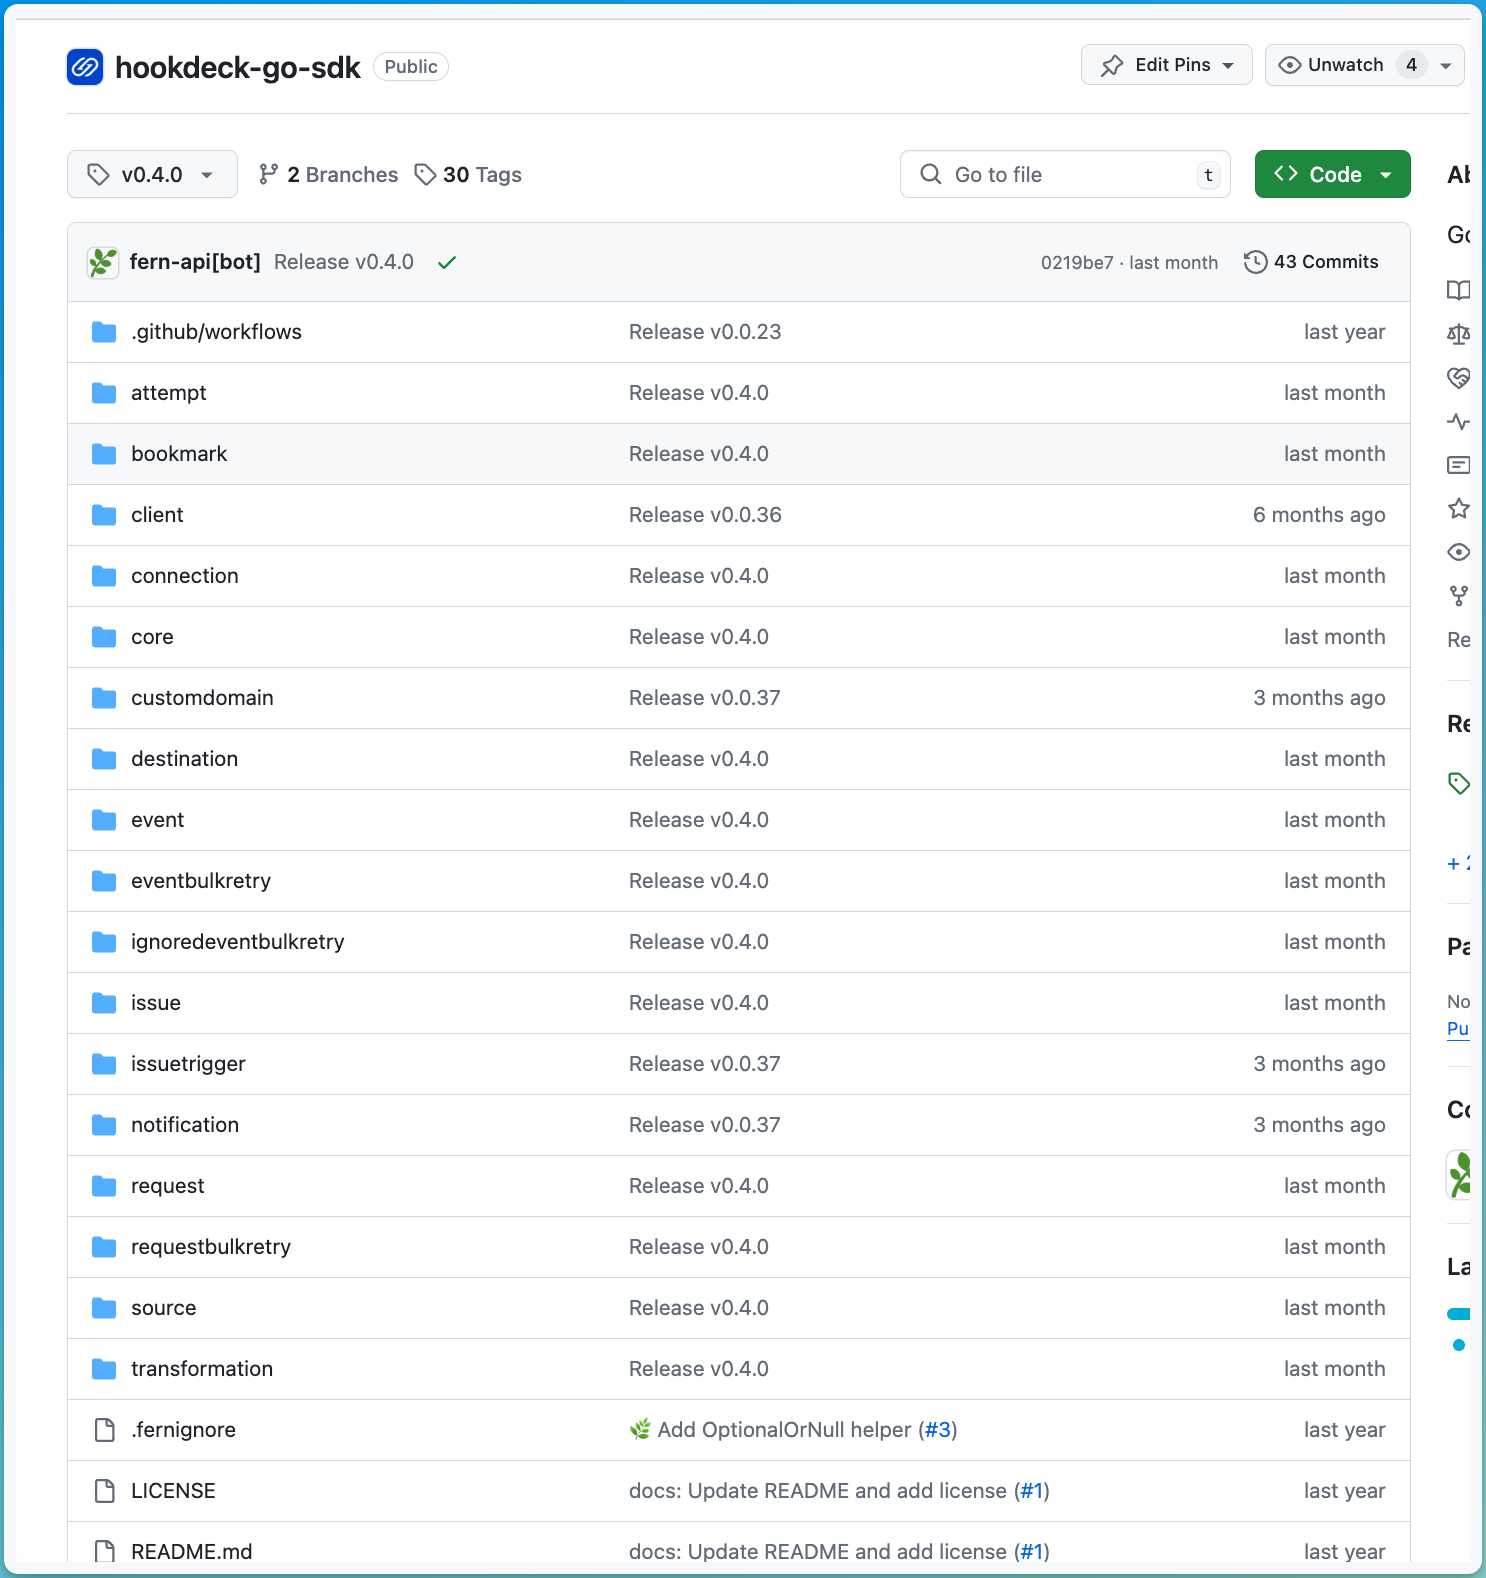 hookdeck-go-sdk Public Edit Pins Unwatch 4
v0.4.0 2 Branches 30 Tags Go to file t Code
fern-api[bot] Release v0.4.0 0219be7 · last month 43 Commits
.github/workflows Release v0.0.23 last year
attempt Release v0.4.0 last month
bookmark Release v0.4.0 last month
client Release v0.0.36 6 months ago
connection Release v0.4.0 last month
core Release v0.4.0 last month
customdomain Release v0.0.37 3 months ago
destination Release v0.4.0 last month
event Release v0.4.0 last month
eventbulkretry Release v0.4.0 last month
ignoredeventbulkretry Release v0.4.0 last month
issue Release v0.4.0 last month
issuetrigger Release v0.0.37 3 months ago
notification Release v0.0.37 3 months ago
request Release v0.4.0 last month
requestbulkretry Release v0.4.0 last month
source Release v0.4.0 last month
transformation Release v0.4.0 last month
.fernignore 🌿 Add OptionalOrNull helper (#3) last year
LICENSE docs: Update README and add license (#1) last year
README.md docs: Update README and add license (#1) last year
Re
Re
Pa
No
Pu
La